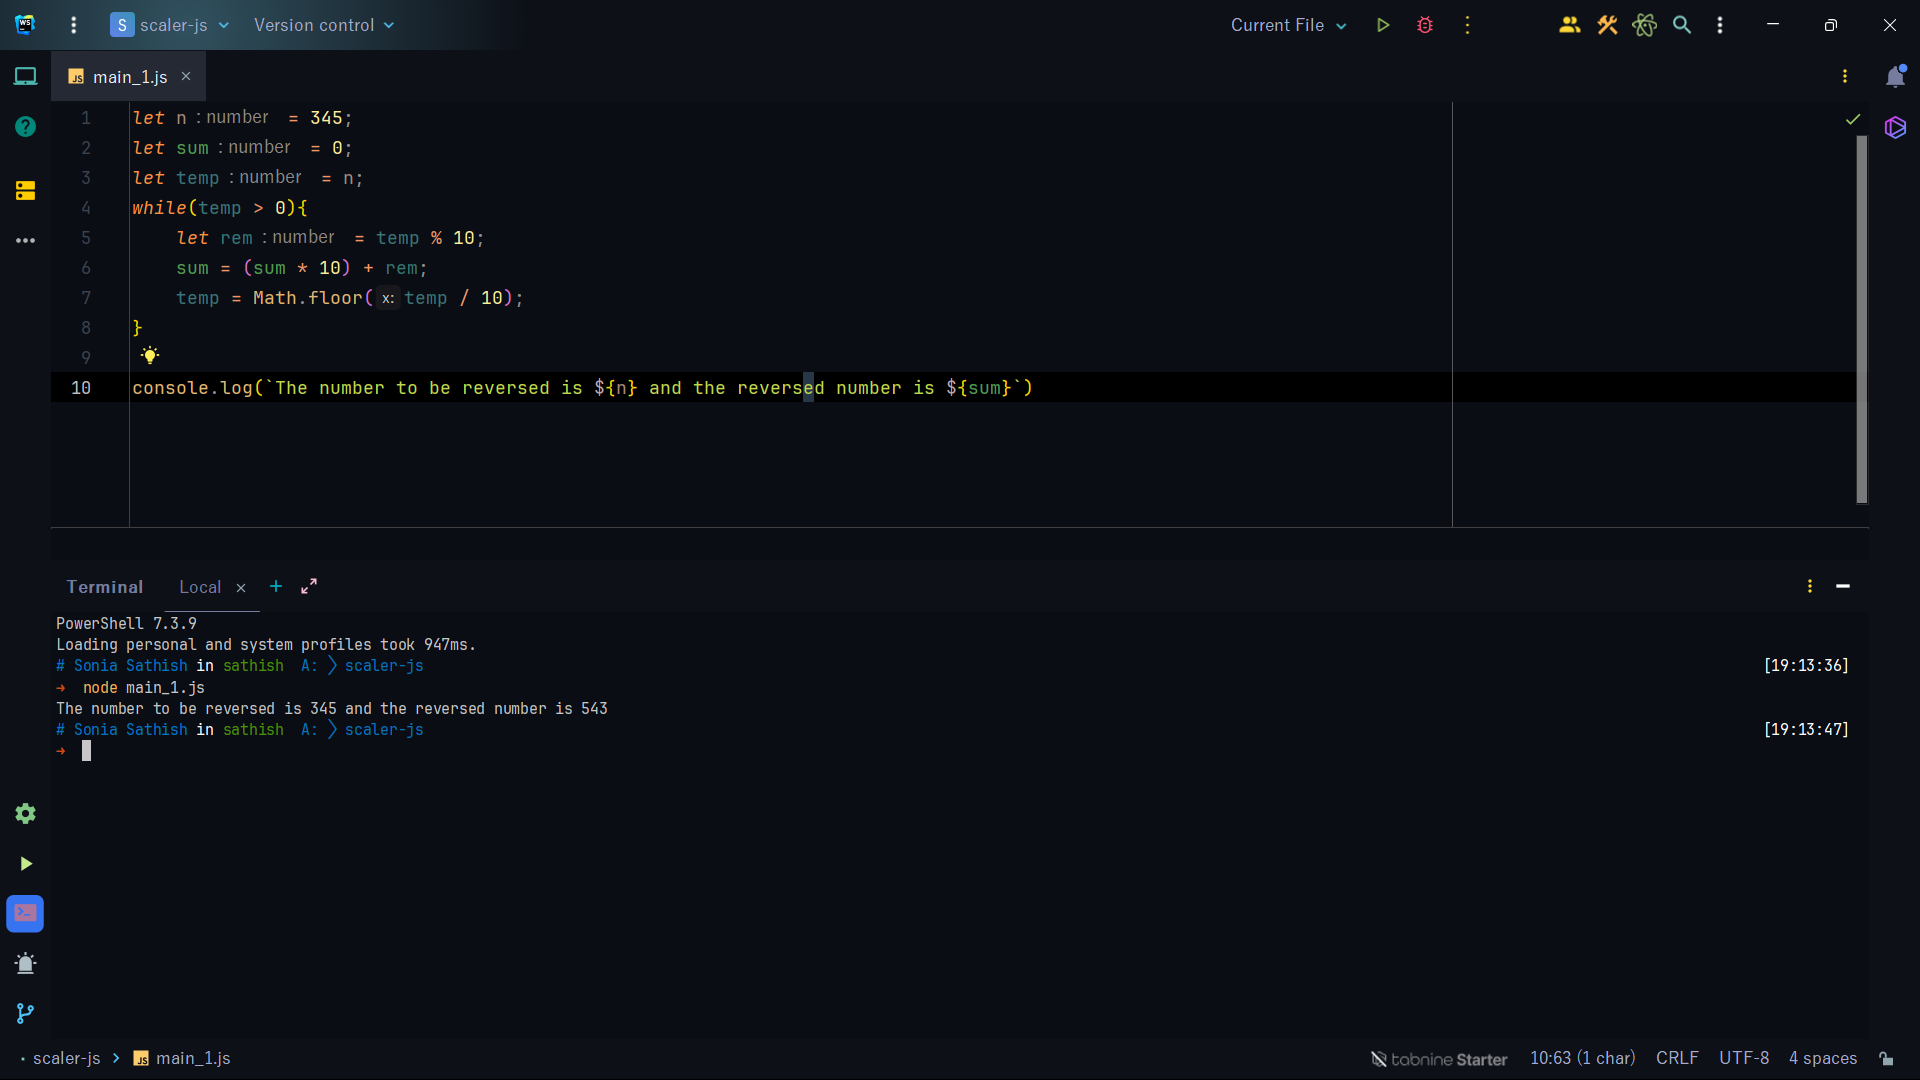 WS
S scaler-js
Version control
Current File
JS main_1.js
1 let n : number = 345;
2 let sum : number = 0;
3 let temp : number = n;
4 while(temp > 0){
5 let rem : number = temp % 10;
6 sum = (sum * 10) + rem;
7 temp = Math.floor( x: temp / 10);
8 }
9
10 console.log(`The number to be reversed is ${n} and the reversed number is ${sum}`)
Terminal Local
PowerShell 7.3.9
Loading personal and system profiles took 947ms.
# Sonia Sathish in sathish A: scaler-js [19:13:36]
➜ node main_1.js
The number to be reversed is 345 and the reversed number is 543
# Sonia Sathish in sathish A: scaler-js [19:13:47]
➜
scaler-js > JS main_1.js
tabnine Starter 10:63 (1 char) CRLF UTF-8 4 spaces